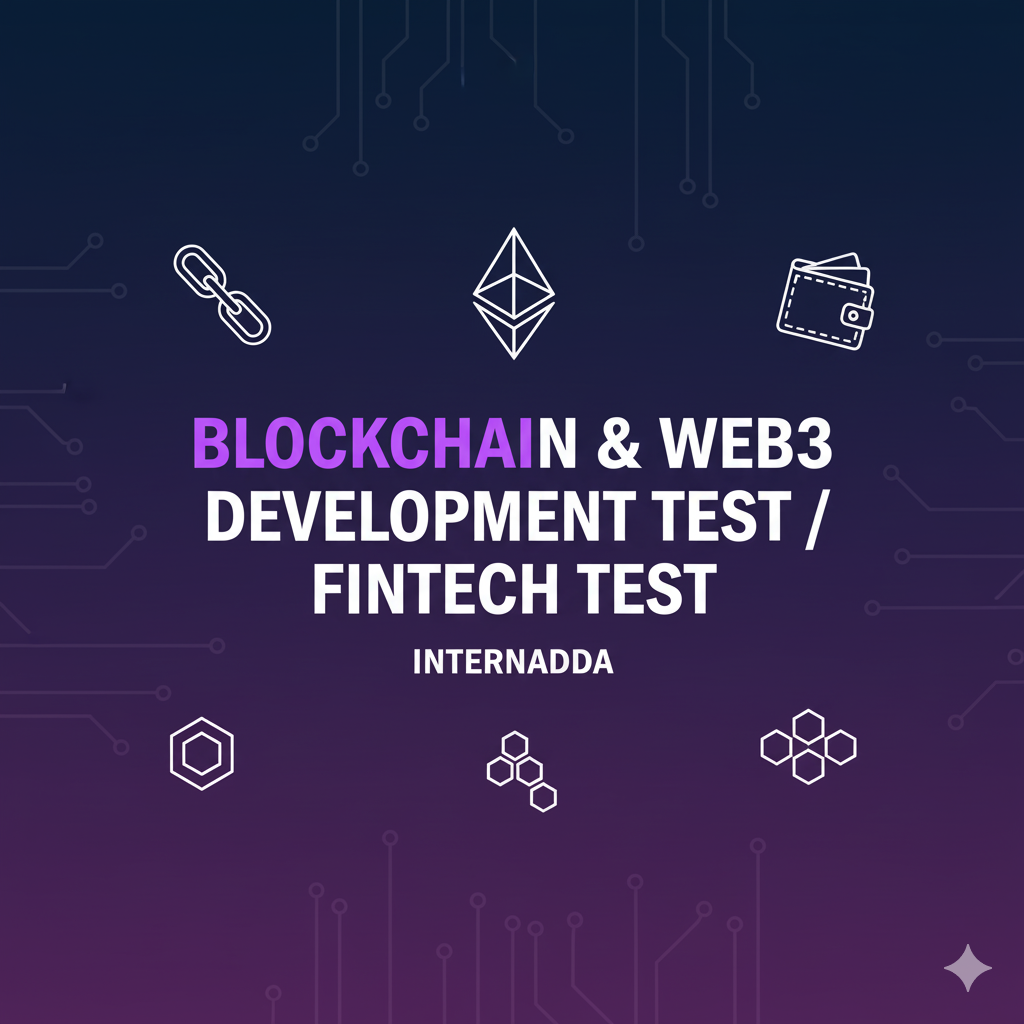 BLOCKCHAIN & WEB3
DEVELOPMENT TEST /
FINTECH TEST
INTERNADDA